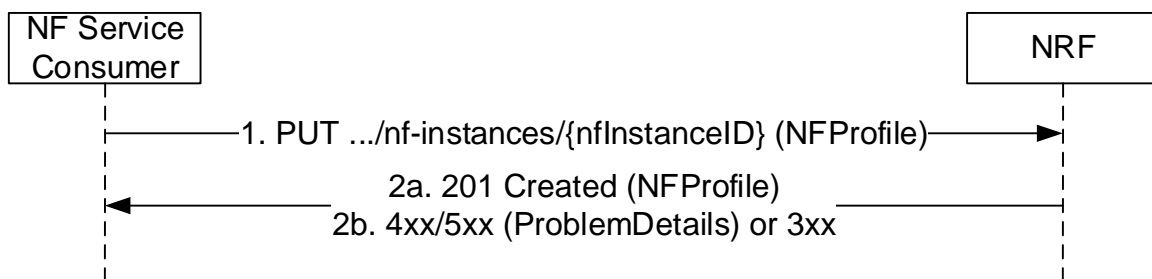 NF Service
Consumer
NRF
1. PUT .../nf-instances/{nfInstanceID} (NFProfile)
2a. 201 Created (NFProfile)
2b. 4xx/5xx (ProblemDetails) or 3xx